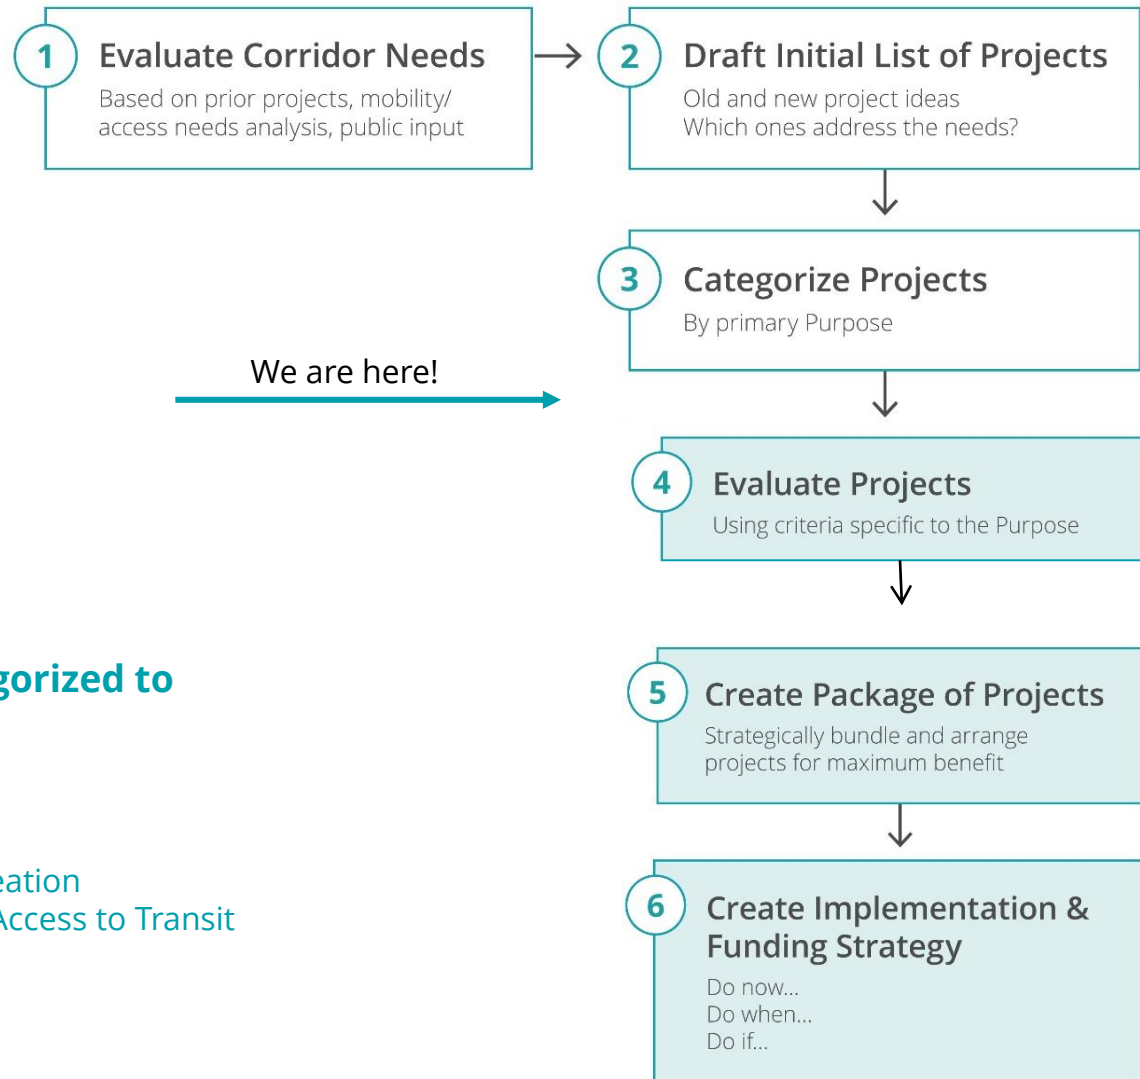 1
Evaluate Corridor Needs
Based on prior projects, mobility/
access needs analysis, public input
2
Draft Initial List of Projects
Old and new project ideas
Which ones address the needs?
3
Categorize Projects
By primary Purpose
We are here!
4
Evaluate Projects
Using criteria specific to the Purpose
gorized to
5
Create Package of Projects
Strategically bundle and arrange
projects for maximum benefit
eation
Access to Transit
6
Create Implementation &
Funding Strategy
Do now...
Do when...
Do if...